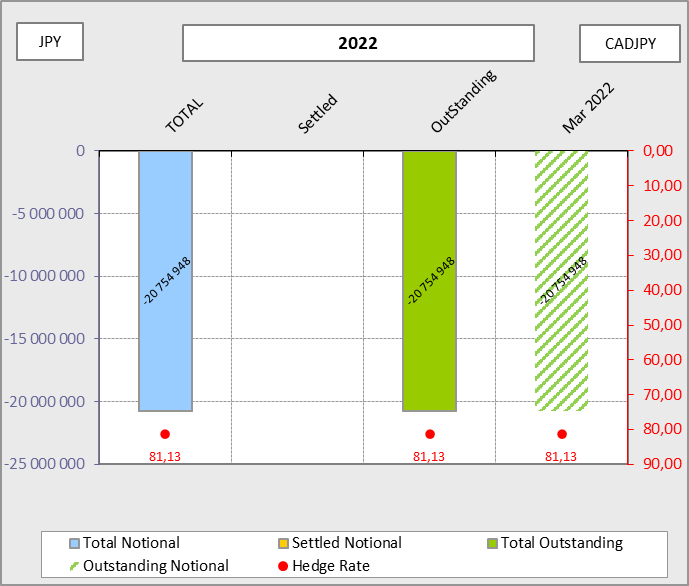 JPY
2022
CADJPY
TOTAL
Settled
OutStanding
Mar 2022
0
-5 000 000
-10 000 000
-15 000 000
-20 000 000
-25 000 000
0,00
10,00
20,00
30,00
40,00
50,00
60,00
70,00
80,00
90,00
-20 754 948
-20 754 948
-20 754 948
81,13
81,13
81,13
Total Notional
Settled Notional
Total Outstanding
Outstanding Notional
Hedge Rate